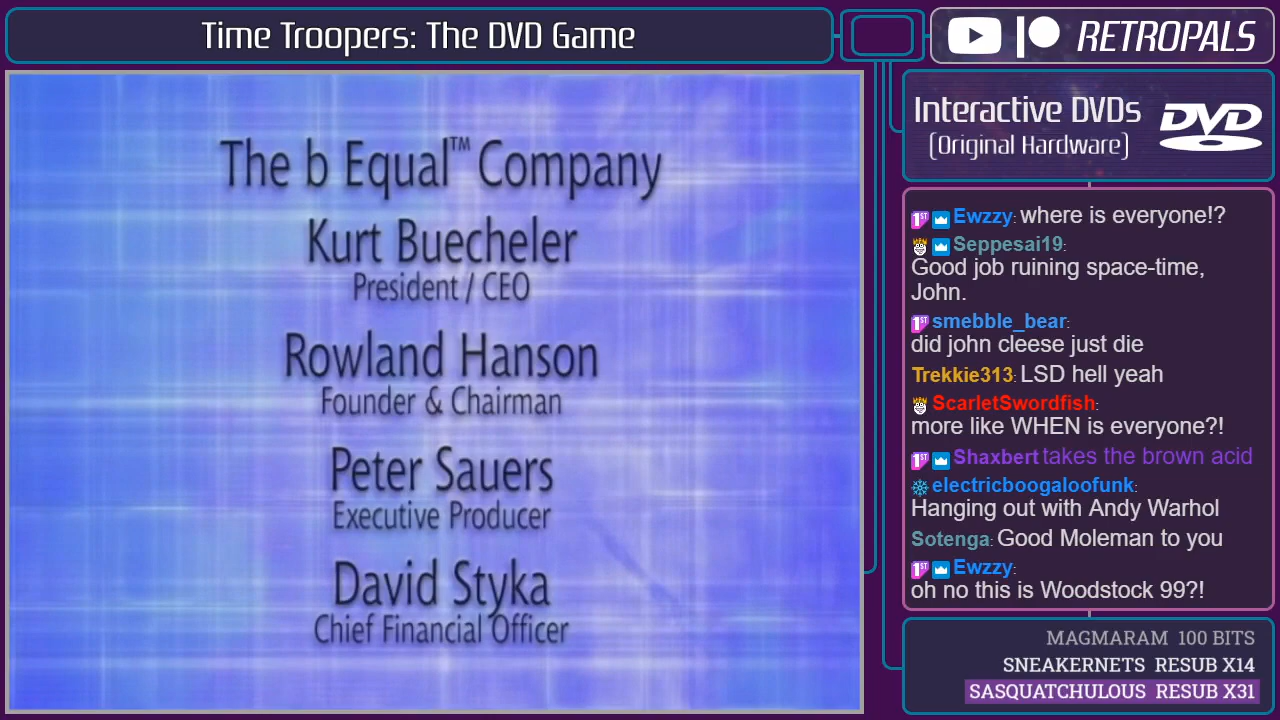 Time Troopers: The DVD Game
RETROPALS
The b Equal™ Company
Kurt Buecheler
President / CEO
Rowland Hanson
Founder & Chairman
Peter Sauers
Executive Producer
David Styka
Chief Financial Officer
Interactive DVDs
(Original Hardware)
DVD
1ST Ewzzy: where is everyone!?
Seppesai19:
Good job ruining space-time,
John.
1ST smebble_bear:
did john cleese just die
Trekkie313: LSD hell yeah
ScarletSwordfish:
more like WHEN is everyone?!
1ST Shaxbert takes the brown acid
electricboogaloofunk:
Hanging out with Andy Warhol
Sotenga: Good Moleman to you
1ST Ewzzy:
oh no this is Woodstock 99?!
MAGMARAM 100 BITS
SNEAKERNETS RESUB X14
SASQUATCHULOUS RESUB X31